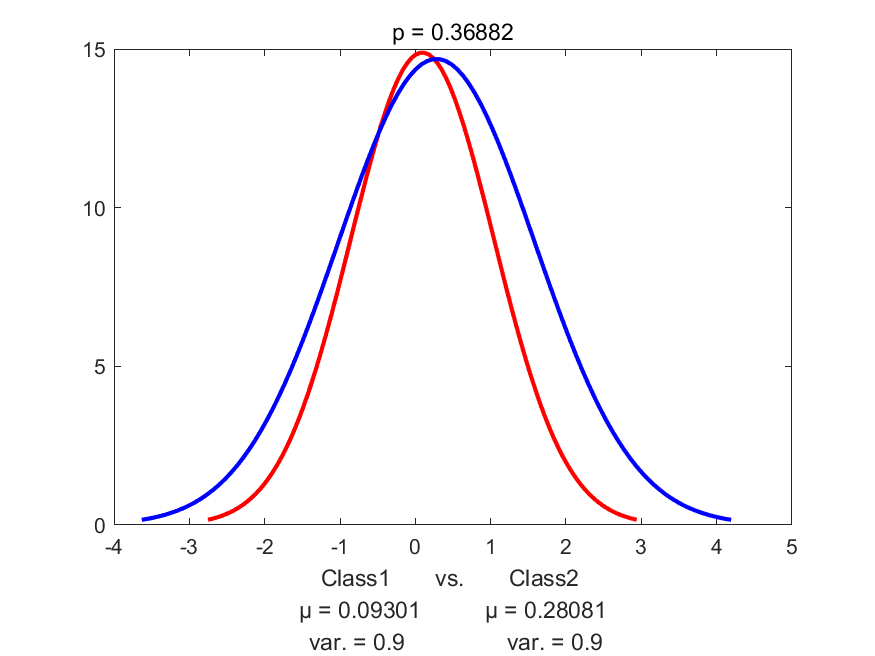 p = 0.36882
15
10
5
0
-4 -3 -2 -1 0 1 2 3 4 5
Class1 vs. Class2
μ = 0.09301 μ = 0.28081
var. = 0.9 var. = 0.9